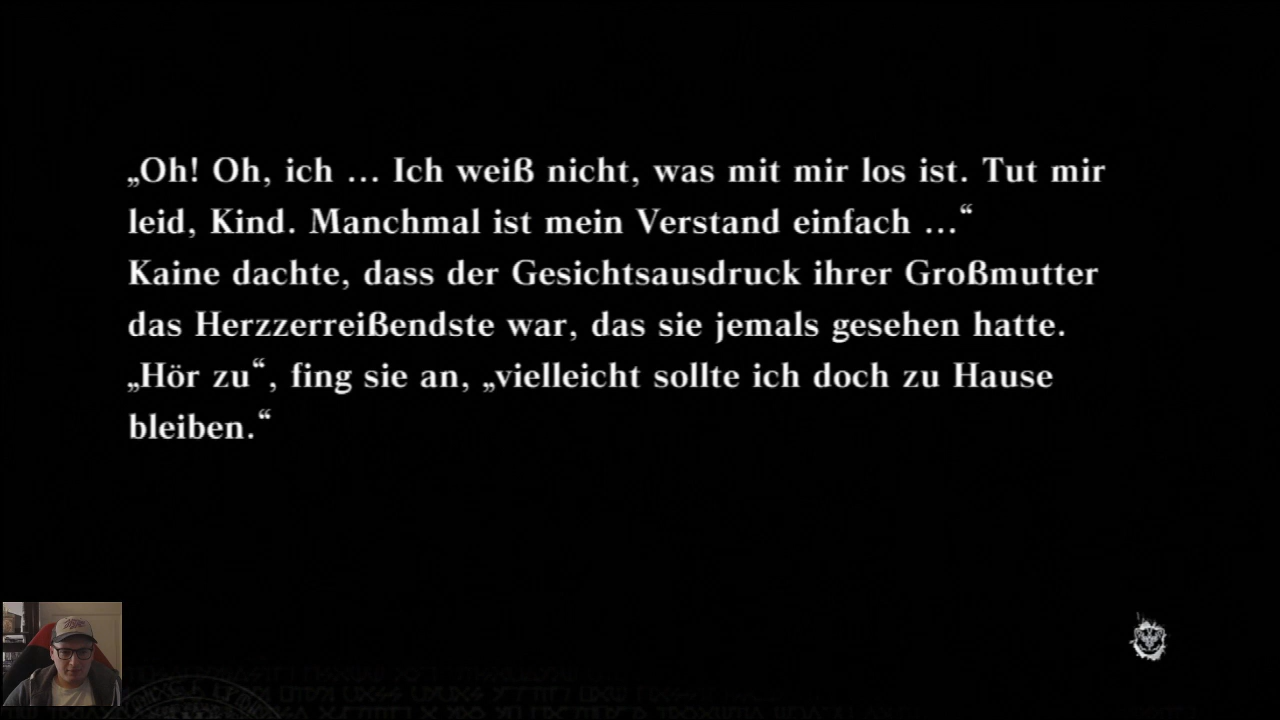 „Oh! Oh, ich … Ich weiß nicht, was mit mir los ist. Tut mir
leid, Kind. Manchmal ist mein Verstand einfach …“
Kaine dachte, dass der Gesichtsausdruck ihrer Großmutter
das Herzzerreißendste war, das sie jemals gesehen hatte.
„Hör zu“, fing sie an, „vielleicht sollte ich doch zu Hause
bleiben.“